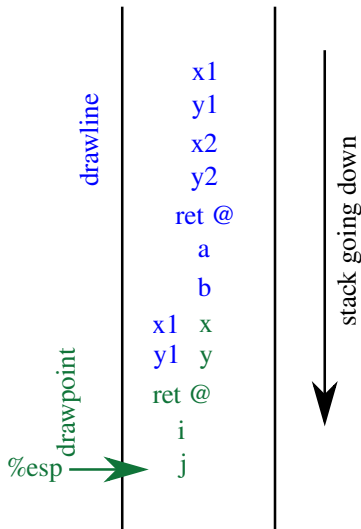 x1
y1
x2
y2
ret @
a
b
x1 x
y1 y
ret @
i
j
drawline
drawpoint
%esp
stack going down